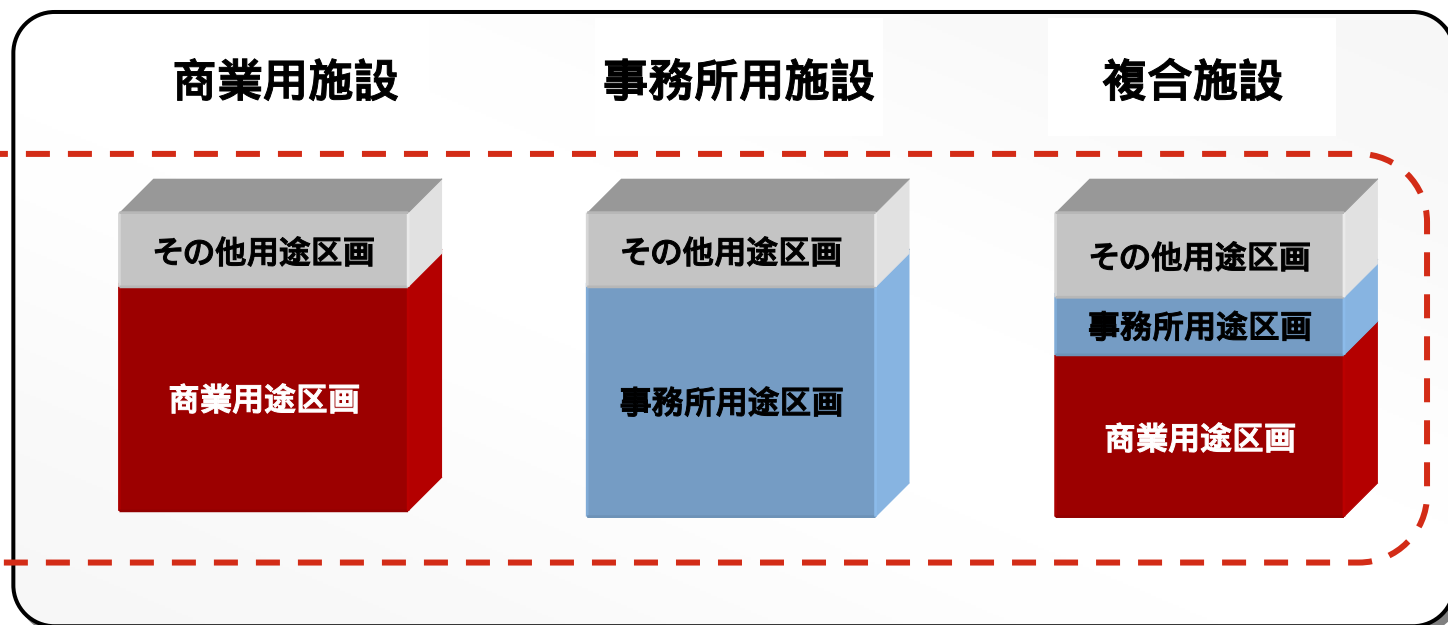 商業用施設
事務所用施設
複合施設
その他用途区画
商業用途区画
その他用途区画
事務所用途区画
その他用途区画
事務所用途区画
商業用途区画